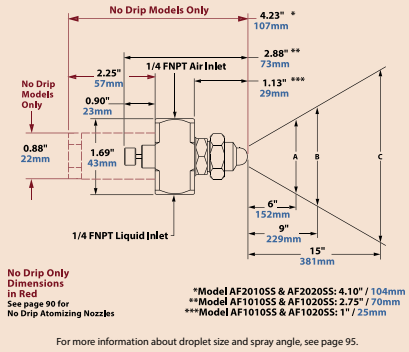 No Drip Models Only
4.23" *
107mm
2.88" **
73mm
1/4 FNPT Air Inlet
2.25"
57mm
1.13" ***
29mm
No Drip
Models
Only
0.90"
23mm
0.88"
22mm
1.69"
43mm
A
B
C
6"
152mm
1/4 FNPT Liquid Inlet
9"
229mm
15"
381mm
No Drip Only
Dimensions
in Red
See page 90 for
No Drip Atomizing Nozzles
*Model AF2010SS & AF2020SS: 4.10" / 104mm
**Model AF1010SS & AF1020SS: 2.75" / 70mm
***Model AF1010SS & AF1020SS: 1" / 25mm
For more information about droplet size and spray angle, see page 95.